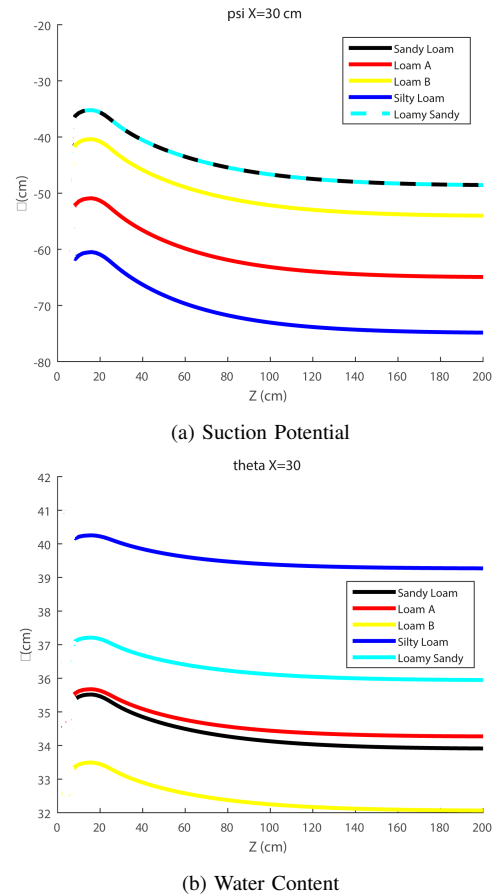 psi X=30 cm
-20
-30
-40
-50
-60
-70
-80
□(cm)
Sandy Loam
Loam A
Loam B
Silty Loam
Loamy Sandy
0 20 40 60 80 100 120 140 160 180 200
Z (cm)
(a) Suction Potential
theta X=30
42
41
40
39
38
37
36
35
34
33
32
□(cm)
Sandy Loam
Loam A
Loam B
Silty Loam
Loamy Sandy
0 20 40 60 80 100 120 140 160 180 200
Z (cm)
(b) Water Content